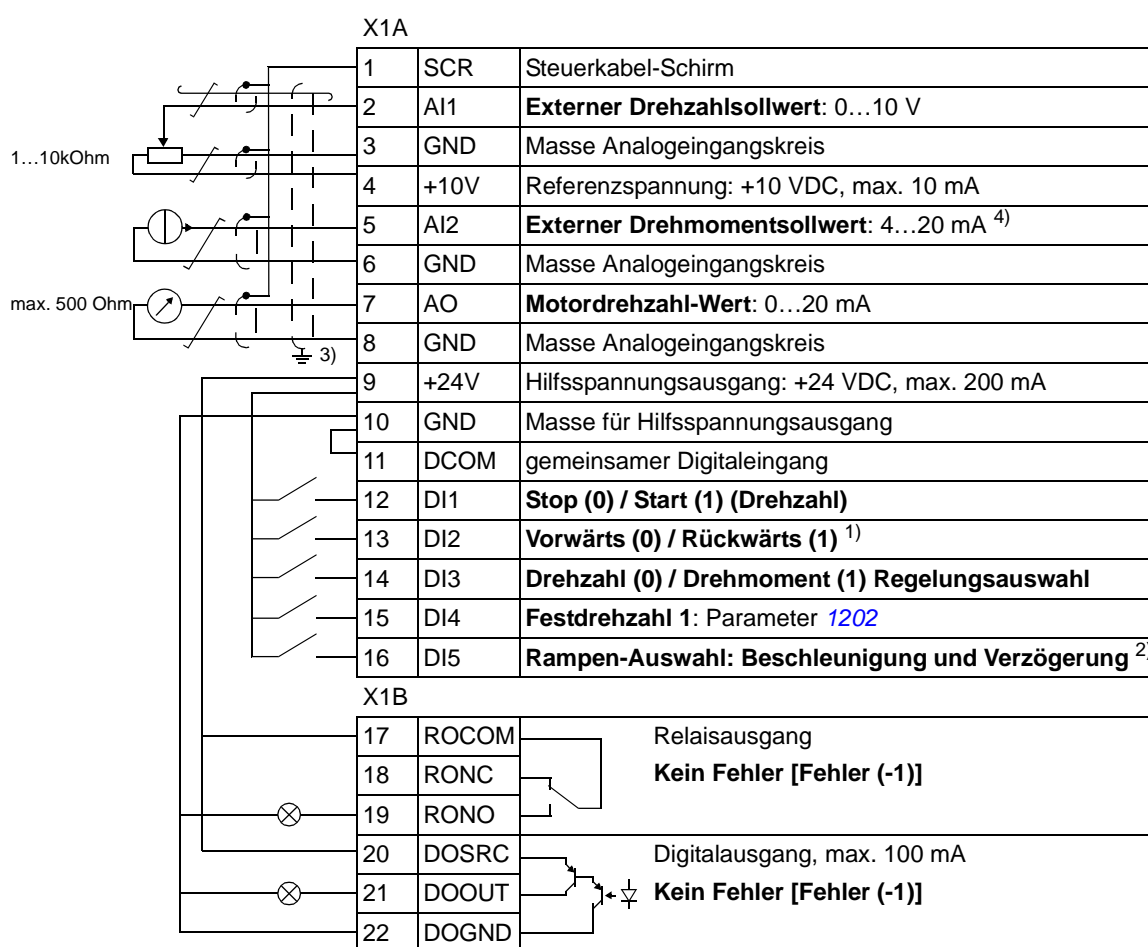 X1A
1 SCR Steuerkabel-Schirm
2 AI1 Externer Drehzahlsollwert: 0…10 V
1…10kOhm
3 GND Masse Analogeingangskreis
4 +10V Referenzspannung: +10 VDC, max. 10 mA
5 AI2 Externer Drehmomentsollwert: 4…20 mA 4)
6 GND Masse Analogeingangskreis
max. 500 Ohm
7 AO Motordrehzahl-Wert: 0…20 mA
8 GND Masse Analogeingangskreis
3)
9 +24V Hilfsspannungsausgang: +24 VDC, max. 200 mA
10 GND Masse für Hilfsspannungsausgang
11 DCOM gemeinsamer Digitaleingang
12 DI1 Stop (0) / Start (1) (Drehzahl)
13 DI2 Vorwärts (0) / Rückwärts (1) 1)
14 DI3 Drehzahl (0) / Drehmoment (1) Regelungsauswahl
15 DI4 Festdrehzahl 1: Parameter 1202
16 DI5 Rampen-Auswahl: Beschleunigung und Verzögerung 2)
X1B
17 ROCOM Relaisausgang
18 RONC Kein Fehler [Fehler (-1)]
19 RONO
20 DOSRC Digitalausgang, max. 100 mA
21 DOOUT Kein Fehler [Fehler (-1)]
22 DOGND